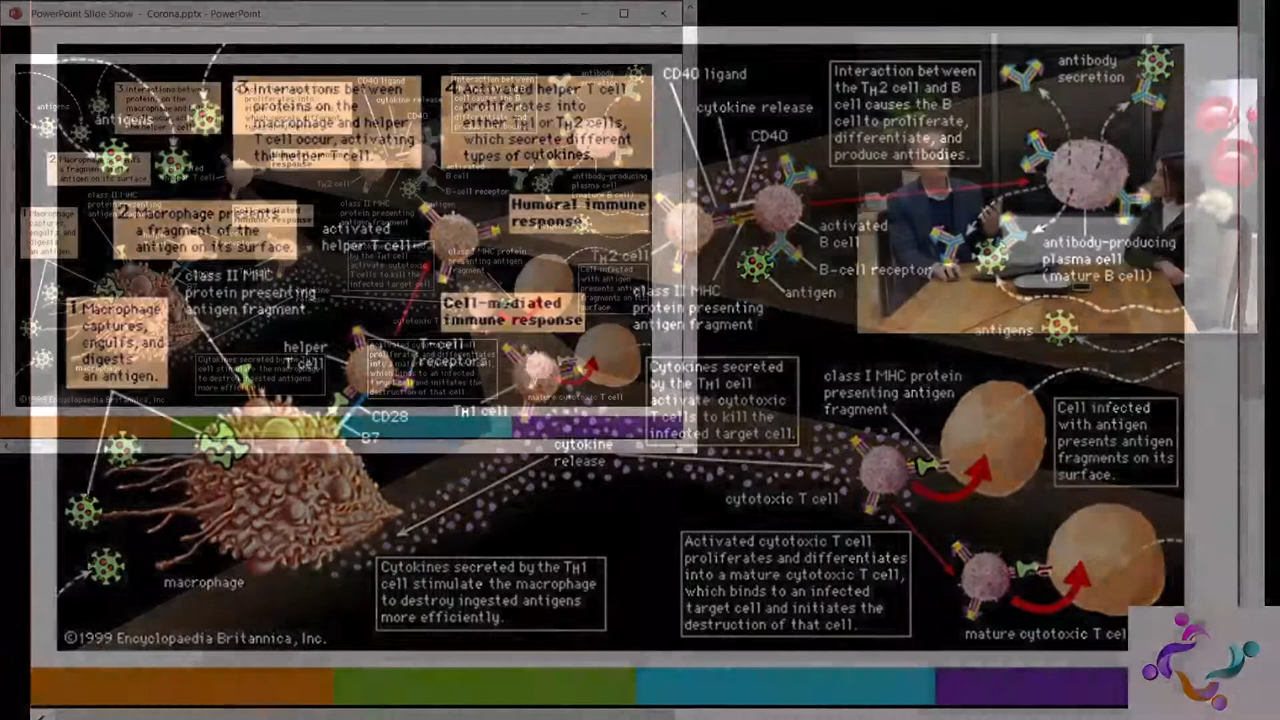 PowerPoint Slide Show - Corona.pptx - PowerPoint
antigens
3 Interactions between
proteins on the
macrophage and helper
T cell occur, activating
the helper T cell.
4 Activated helper T cell
proliferates into
either TH1 or TH2 cells,
which secrete different
types of cytokines.
CD40 ligand
cytokine release
CD40
Interaction between
the TH2 cell and B
cell causes the B
cell to proliferate,
differentiate, and
produce antibodies.
antibody
secretion
2 Macrophage presents
a fragment of the
antigen on its surface.
activated
helper T cell
Humoral immune
response
TH2 cell
activated
B cell
B-cell receptor
antigen
antibody-producing
plasma cell
(mature B cell)
class II MHC
protein presenting
antigen fragment
Cell-mediated
immune response
class II MHC
protein presenting
antigen fragment
antigens
1 Macrophage
captures,
engulfs, and
digests
an antigen.
helper
T cell
T cell
receptors
CD28
B7
TH1 cell
cytokine
release
Cytokines secreted
by the TH1 cell
activate cytotoxic
T cells to kill the
infected target cell.
class I MHC protein
presenting antigen
fragment
Cell infected
with antigen
presents antigen
fragments on its
surface.
cytotoxic T cell
macrophage
Cytokines secreted by the TH1
cell stimulate the macrophage
to destroy ingested antigens
more efficiently.
Activated cytotoxic T cell
proliferates and differentiates
into a mature cytotoxic T cell,
which binds to an infected
target cell and initiates the
destruction of that cell.
mature cytotoxic T cell
©1999 Encyclopaedia Britannica, Inc.